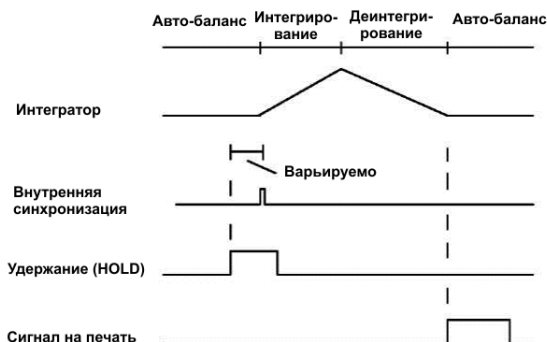 Авто-баланс
Интегриро-
вание
Деинтегри-
рование
Авто-баланс
Интегратор
Варьируемо
Внутренняя
синхронизация
Удержание (HOLD)
Сигнал на печать